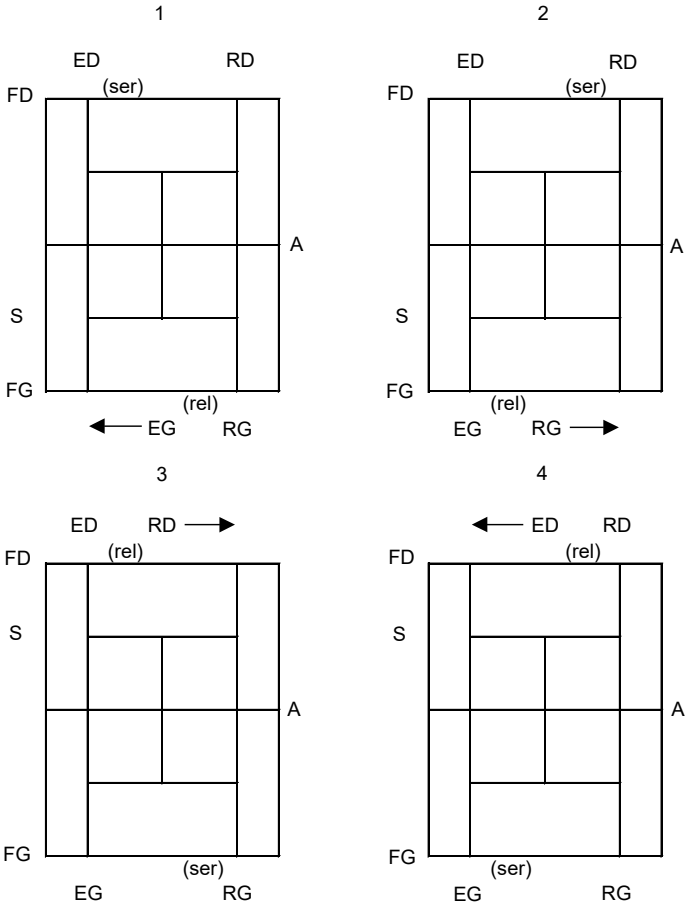 1 2
ED RD ED RD
(ser) (ser)
FD FD
A A
S S
FG FG
(rel) (rel)
EG RG EG RG
3 4
ED RD ED RD
(rel) (rel)
FD FD
S S
A A
FG FG
(ser) (ser)
EG RG EG RG